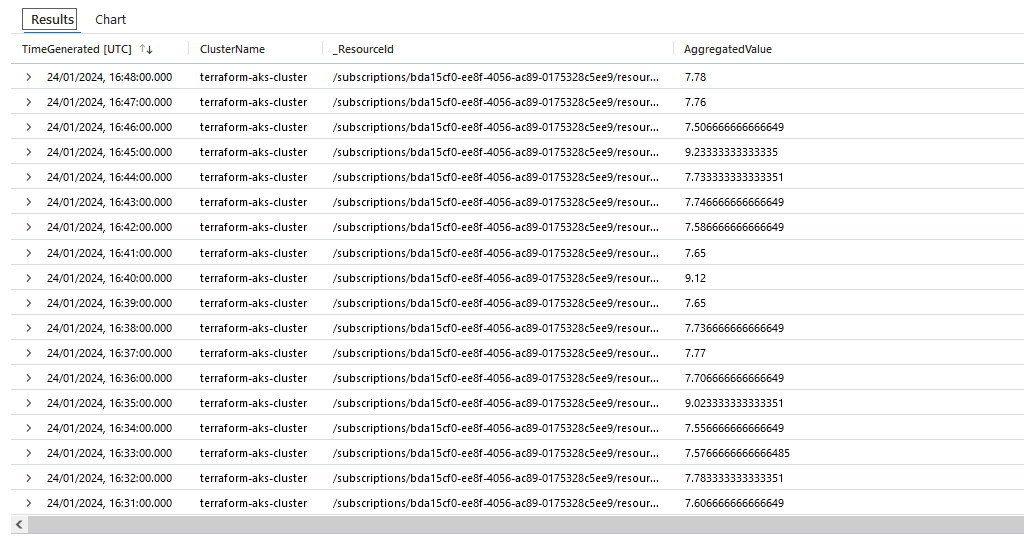 Results Chart
TimeGenerated [UTC] ↑↓ ClusterName _ResourceId AggregatedValue
24/01/2024, 16:48:00.000 terraform-aks-cluster /subscriptions/bda15cf0-ee8f-4056-ac89-0175328c5ee9/resour... 7.78
24/01/2024, 16:47:00.000 terraform-aks-cluster /subscriptions/bda15cf0-ee8f-4056-ac89-0175328c5ee9/resour... 7.76
24/01/2024, 16:46:00.000 terraform-aks-cluster /subscriptions/bda15cf0-ee8f-4056-ac89-0175328c5ee9/resour... 7.506666666666649
24/01/2024, 16:45:00.000 terraform-aks-cluster /subscriptions/bda15cf0-ee8f-4056-ac89-0175328c5ee9/resour... 9.23333333333335
24/01/2024, 16:44:00.000 terraform-aks-cluster /subscriptions/bda15cf0-ee8f-4056-ac89-0175328c5ee9/resour... 7.733333333333351
24/01/2024, 16:43:00.000 terraform-aks-cluster /subscriptions/bda15cf0-ee8f-4056-ac89-0175328c5ee9/resour... 7.746666666666649
24/01/2024, 16:42:00.000 terraform-aks-cluster /subscriptions/bda15cf0-ee8f-4056-ac89-0175328c5ee9/resour... 7.586666666666649
24/01/2024, 16:41:00.000 terraform-aks-cluster /subscriptions/bda15cf0-ee8f-4056-ac89-0175328c5ee9/resour... 7.65
24/01/2024, 16:40:00.000 terraform-aks-cluster /subscriptions/bda15cf0-ee8f-4056-ac89-0175328c5ee9/resour... 9.12
24/01/2024, 16:39:00.000 terraform-aks-cluster /subscriptions/bda15cf0-ee8f-4056-ac89-0175328c5ee9/resour... 7.65
24/01/2024, 16:38:00.000 terraform-aks-cluster /subscriptions/bda15cf0-ee8f-4056-ac89-0175328c5ee9/resour... 7.736666666666649
24/01/2024, 16:37:00.000 terraform-aks-cluster /subscriptions/bda15cf0-ee8f-4056-ac89-0175328c5ee9/resour... 7.77
24/01/2024, 16:36:00.000 terraform-aks-cluster /subscriptions/bda15cf0-ee8f-4056-ac89-0175328c5ee9/resour... 7.706666666666649
24/01/2024, 16:35:00.000 terraform-aks-cluster /subscriptions/bda15cf0-ee8f-4056-ac89-0175328c5ee9/resour... 9.023333333333351
24/01/2024, 16:34:00.000 terraform-aks-cluster /subscriptions/bda15cf0-ee8f-4056-ac89-0175328c5ee9/resour... 7.556666666666649
24/01/2024, 16:33:00.000 terraform-aks-cluster /subscriptions/bda15cf0-ee8f-4056-ac89-0175328c5ee9/resour... 7.5766666666666485
24/01/2024, 16:32:00.000 terraform-aks-cluster /subscriptions/bda15cf0-ee8f-4056-ac89-0175328c5ee9/resour... 7.783333333333351
24/01/2024, 16:31:00.000 terraform-aks-cluster /subscriptions/bda15cf0-ee8f-4056-ac89-0175328c5ee9/resour... 7.606666666666649